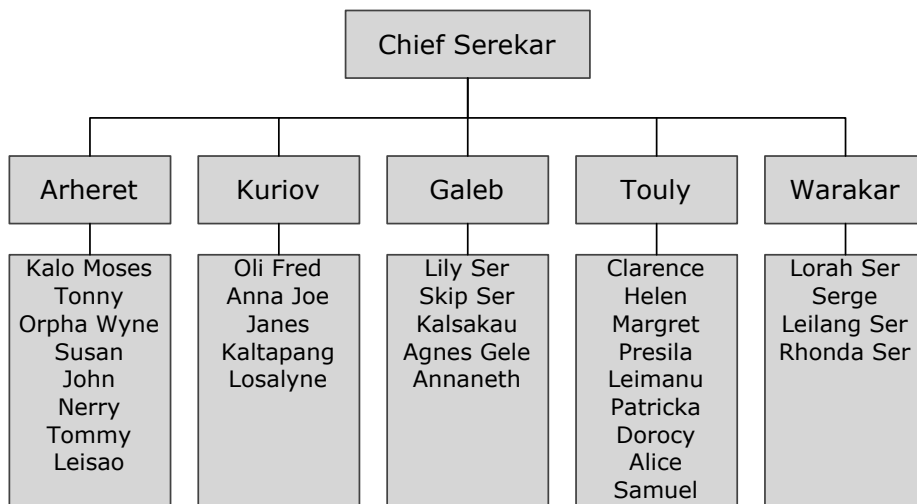 Chief Serekar
Arheret
Kuriov
Galeb
Touly
Warakar
Kalo Moses
Tonny
Orpha Wyne
Susan
John
Nerry
Tommy
Leisao
Oli Fred
Anna Joe
Janes
Kaltapang
Losalyne
Lily Ser
Skip Ser
Kalsakau
Agnes Gele
Annaneth
Clarence
Helen
Margret
Presila
Leimanu
Patricka
Dorocy
Alice
Samuel
Lorah Ser
Serge
Leilang Ser
Rhonda Ser